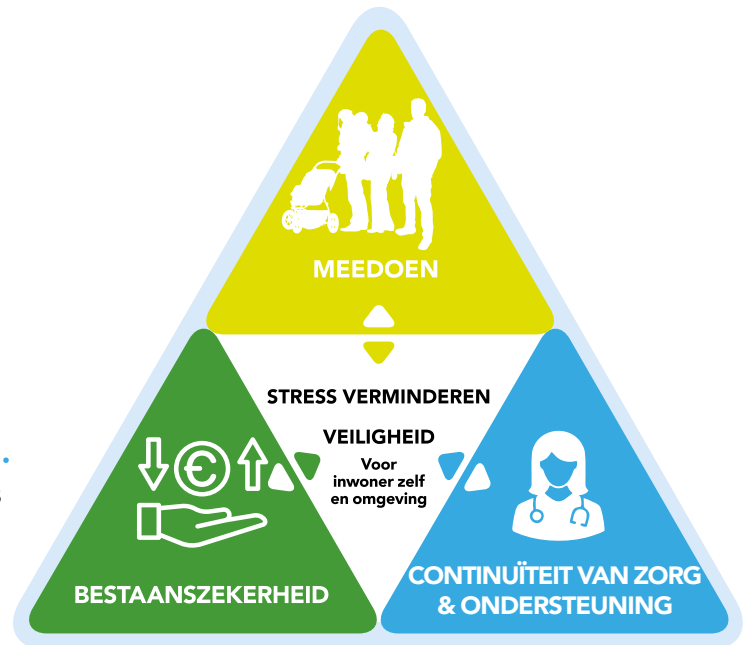 MEEDOEN
STRESS VERMINDEREN
VEILIGHEID
Voor
inwoner zelf
en omgeving
€
BESTAANSZEKERHEID
CONTINUÏTEIT VAN ZORG
& ONDERSTEUNING